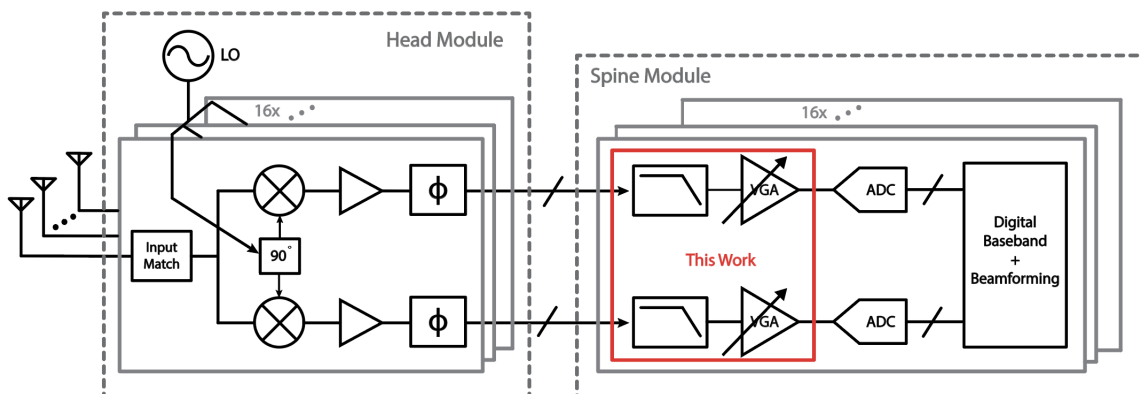 Head Module
LO
16x
Input
Match
90°
ϕ
ϕ
Spine Module
16x
VGA
ADC
This Work
VGA
ADC
Digital
Baseband
+
Beamforming